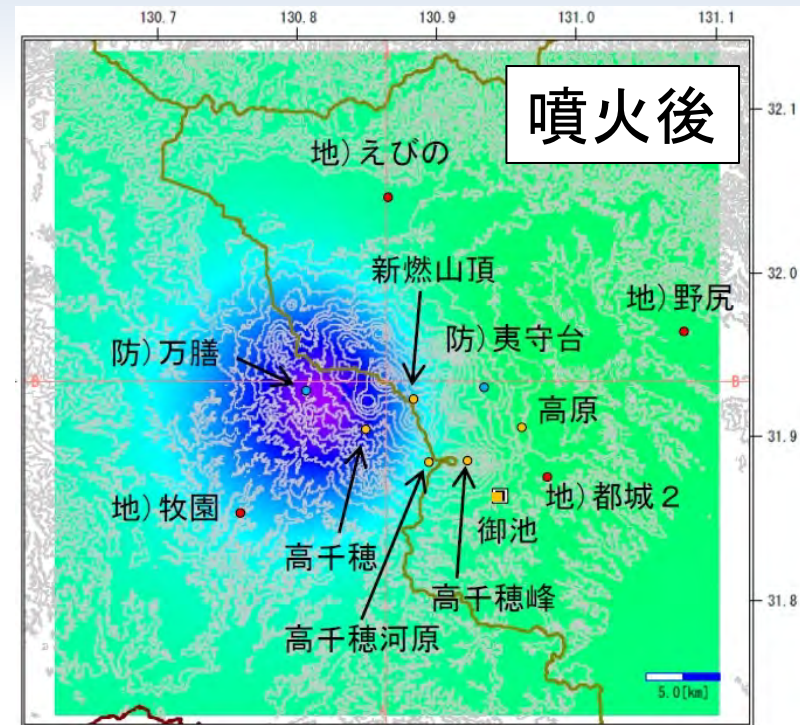 130.7 130.8 130.9 131.0 131.1
噴火後
32.1
地)えびの
新燃山頂
32.0
地)野尻
防)万膳
防)夷守台
B B
高原
31.9
地)牧園
地)都城2
御池
高千穂
高千穂峰
31.8
高千穂河原
5.0[km]